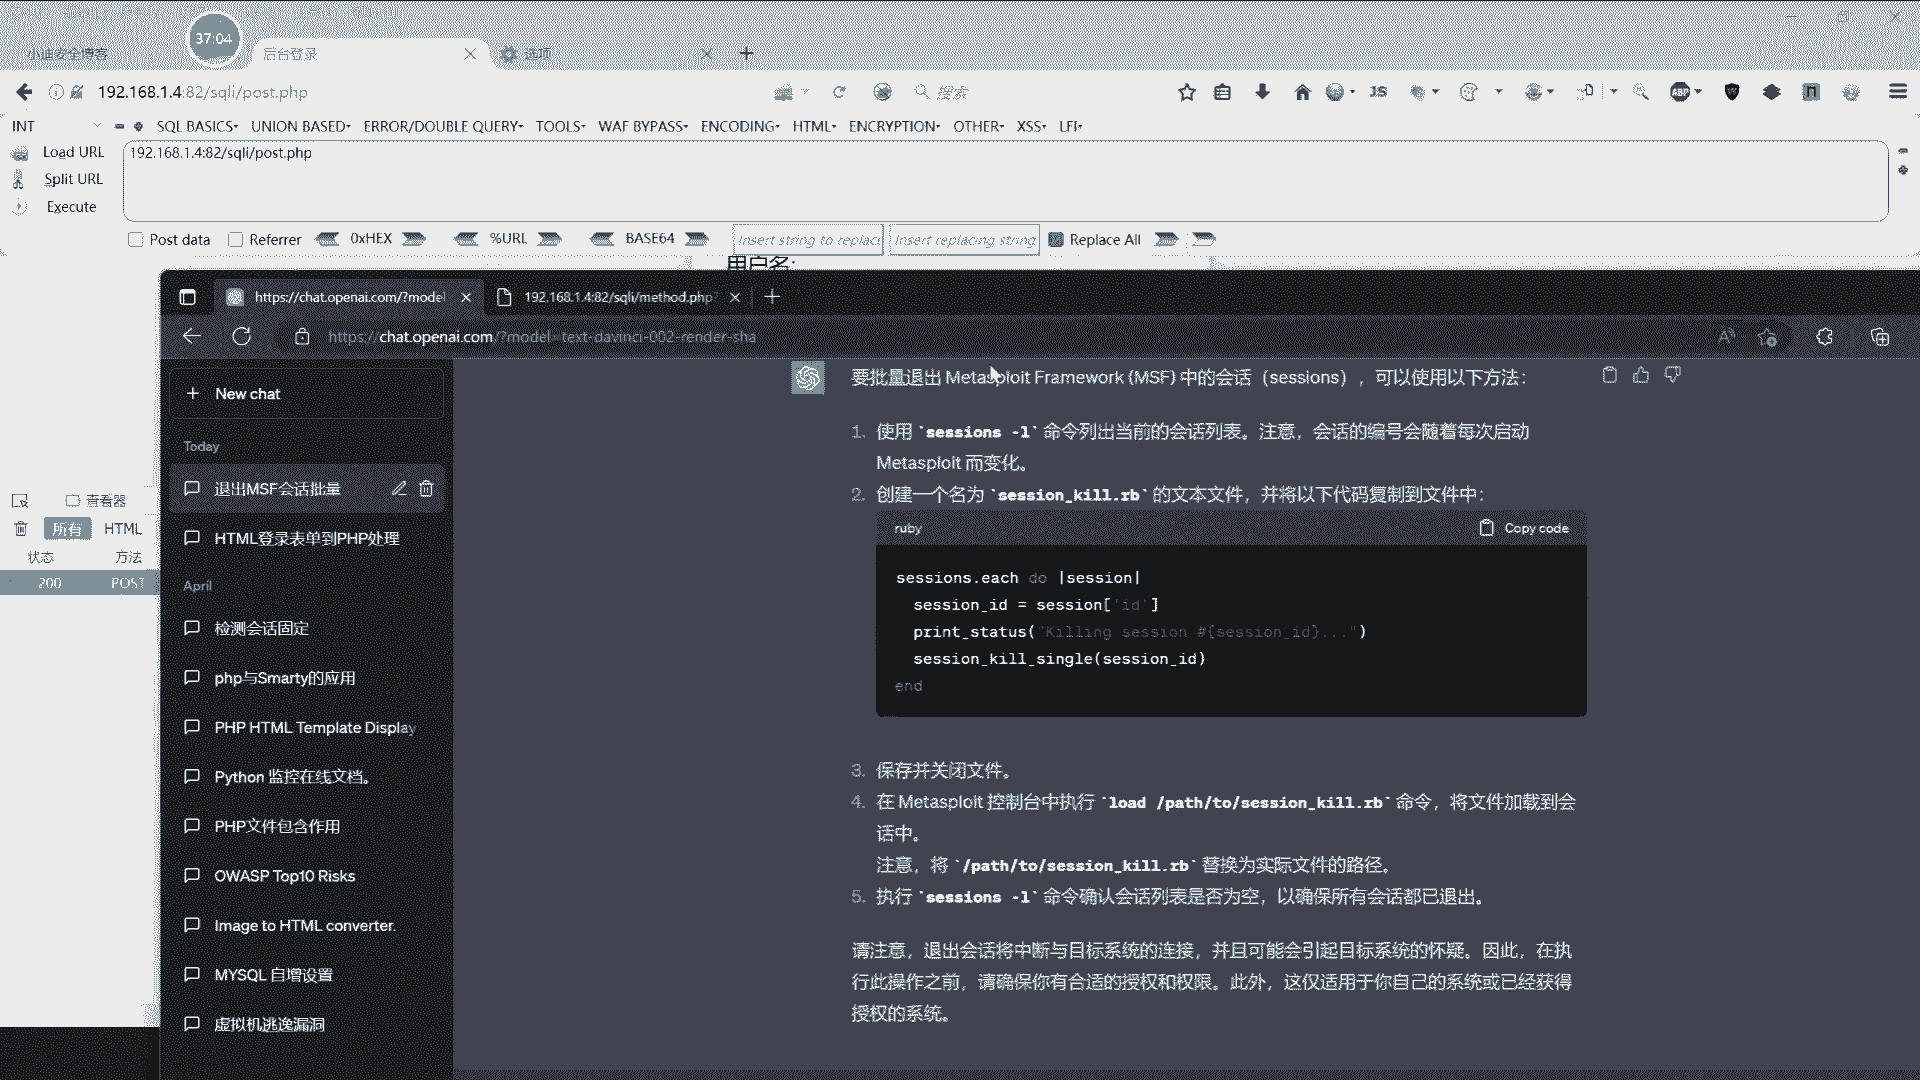 37:04
小迪安全博客
后台登录
选项
192.168.1.4:82/sqli/post.php
搜索
JS
ABP
INT
SQL BASICS
UNION BASED
ERROR/DOUBLE QUERY
TOOLS
WAF BYPASS
ENCODING
HTML
ENCRYPTION
OTHER
XSS
LFI
Load URL
192.168.1.4:82/sqli/post.php
Split URL
Execute
Post data
Referrer
0xHEX
%URL
BASE64
Insert string to replac
Insert replacing string
Replace All
用户名:
https://chat.openai.com/?model
192.168.1.4:82/sqli/method.php?
https://chat.openai.com/?model=text-davinci-002-render-sha
查看器
所有
HTML
状态
方法
200
POST
New chat
Today
退出MSF会话批量
HTML登录表单到PHP处理
April
检测会话固定
php与Smarty的应用
PHP HTML Template Display
Python 监控在线文档。
PHP文件包含作用
OWASP Top10 Risks
Image to HTML converter.
MYSQL 自增设置
虚拟机逃逸漏洞
要批量退出 Metasploit Framework (MSF) 中的会话（sessions），可以使用以下方法：
1. 使用 `sessions -l` 命令列出当前的会话列表。注意，会话的编号会随着每次启动
Metasploit 而变化。
2. 创建一个名为 `session_kill.rb` 的文本文件，并将以下代码复制到文件中：
ruby
Copy code
sessions.each do |session|
session_id = session['id']
print_status("Killing session #{session_id}...")
session_kill_single(session_id)
end
3. 保存并关闭文件。
4. 在 Metasploit 控制台中执行 `load /path/to/session_kill.rb` 命令，将文件加载到会
话中。
注意，将 `/path/to/session_kill.rb` 替换为实际文件的路径。
5. 执行 `sessions -l` 命令确认会话列表是否为空，以确保所有会话都已退出。
请注意，退出会话将中断与目标系统的连接，并且可能会引起目标系统的怀疑。因此，在执
行此操作之前，请确保你有合适的授权和权限。此外，这仅适用于你自己的系统或已经获得
授权的系统。